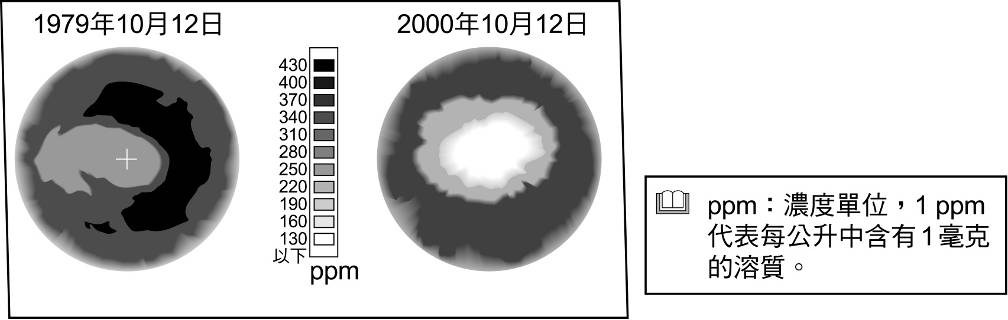 1979年10月12日
2000年10月12日
430
400
370
340
310
280
250
220
190
160
130
以下
ppm
ppm：濃度單位，1 ppm
代表每公升中含有1毫克
的溶質。